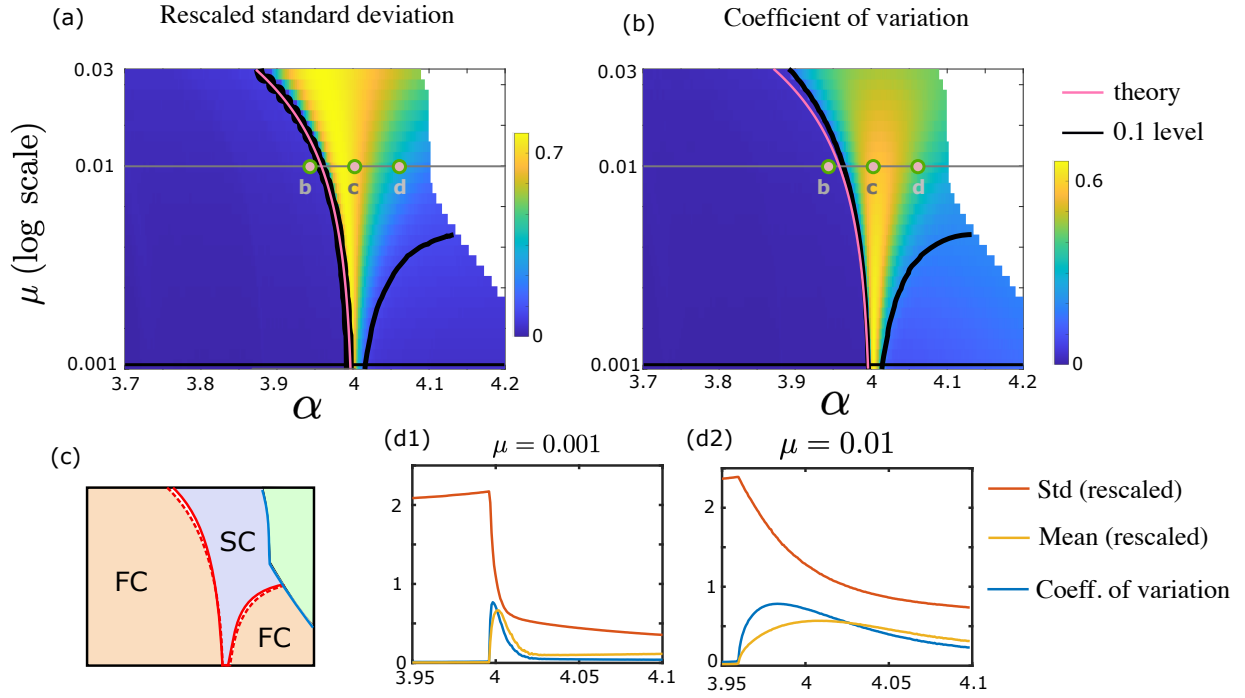 (a) Rescaled standard deviation
(b) Coefficient of variation
0.03
0.01
0.001
μ (log scale)
b c d
3.7 3.8 3.9 4 4.1 4.2
α
0.7
0
0.03
0.01
0.001
b c d
3.7 3.8 3.9 4 4.1 4.2
α
theory
0.1 level
0.6
0
(c)
FC
SC
FC
(d1) μ = 0.001
2
1
0
3.95 4 4.05 4.1
(d2) μ = 0.01
2
1
0
3.95 4 4.05 4.1
Std (rescaled)
Mean (rescaled)
Coeff. of variation